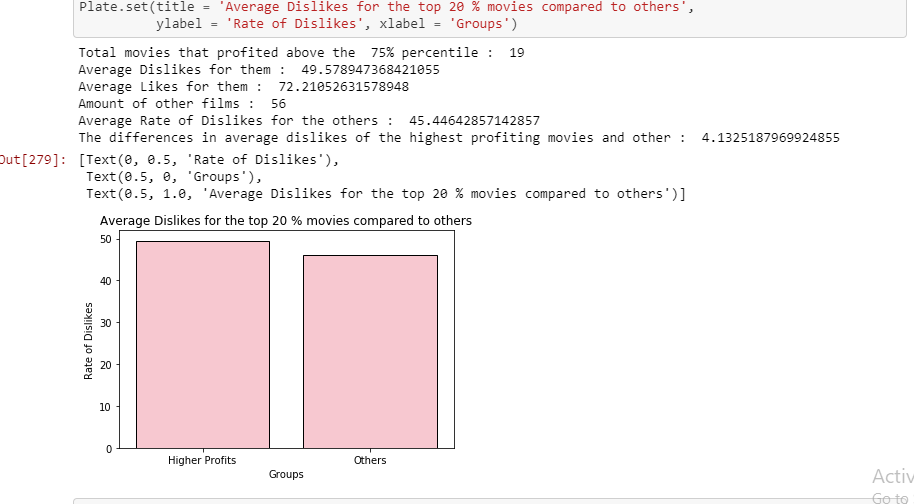 Plate.set(title = 'Average Dislikes for the top 20 % movies compared to others',
ylabel = 'Rate of Dislikes', xlabel = 'Groups')
Total movies that profited above the  75% percentile :  19
Average Dislikes for them :  49.578947368421055
Average Likes for them :  72.21052631578948
Amount of other films :  56
Average Rate of Dislikes for the others :  45.44642857142857
The differences in average dislikes of the highest profiting movies and other :  4.1325187969924855
Out[279]: [Text(0, 0.5, 'Rate of Dislikes'),
Text(0.5, 0, 'Groups'),
Text(0.5, 1.0, 'Average Dislikes for the top 20 % movies compared to others')]
Average Dislikes for the top 20 % movies compared to others
50
40
30
20
10
0
Rate of Dislikes
Higher Profits Others
Groups
Activ
Go to